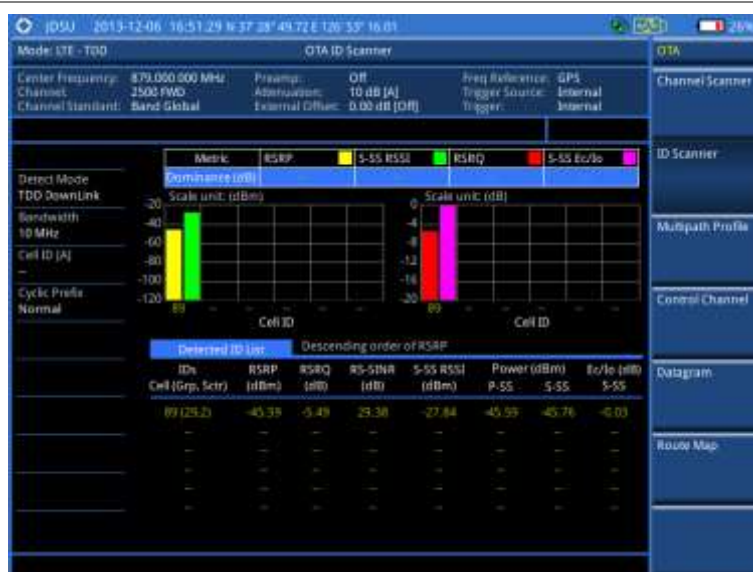 JDSU 2013-12-06 16:51:29 N 37 28' 49.72 E 126 53' 16.01 26%
Mode: LTE - TDD OTA ID Scanner OTA
Center Frequency: 879.000 000 MHz Preamp: Off Freq Reference: GPS
Channel: 2500 FWD Attenuation: 10 dB [A] Trigger Source: Internal
Channel Standard: Band Global External Offset: 0.00 dB [Off] Trigger: Internal
Channel Scanner
ID Scanner
Multipath Profile
Control Channel
Datagram
Route Map
Detect Mode
TDD DownLink
Bandwidth
10 MHz
Cell ID [A]
--
Cyclic Prefix
Normal
Metric RSRP S-SS RSSI RSRQ S-SS Ec/Io
Dominance (dB)
Scale unit: (dBm) Scale unit: (dB)
-20 0
-40 -4
-60 -8
-80 -12
-100 -16
-120 -20
89 -- -- -- -- -- 89 -- -- -- -- --
Cell ID Cell ID
Detected ID List Descending order of RSRP
IDs RSRP RSRQ RS-SINR S-SS RSSI Power (dBm) Ec/Io (dB)
Cell (Grp, Sctr) (dBm) (dB) (dB) (dBm) P-SS S-SS S-SS
89 (29,2) -45.39 -5.49 29.38 -27.84 -45.59 -45.76 -0.03
-- -- -- -- -- -- -- --
-- -- -- -- -- -- -- --
-- -- -- -- -- -- -- --
-- -- -- -- -- -- -- --
-- -- -- -- -- -- -- --